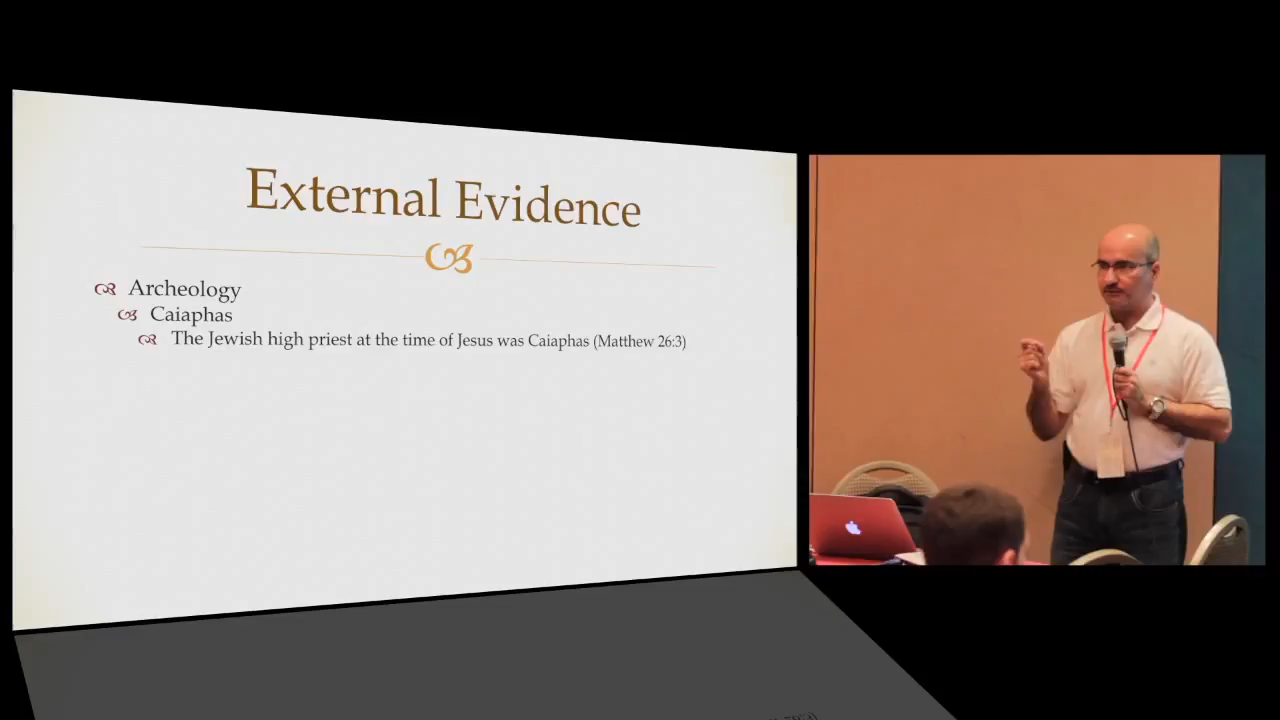 External Evidence
Archeology
Caiaphas
The Jewish high priest at the time of Jesus was Caiaphas (Matthew 26:3)